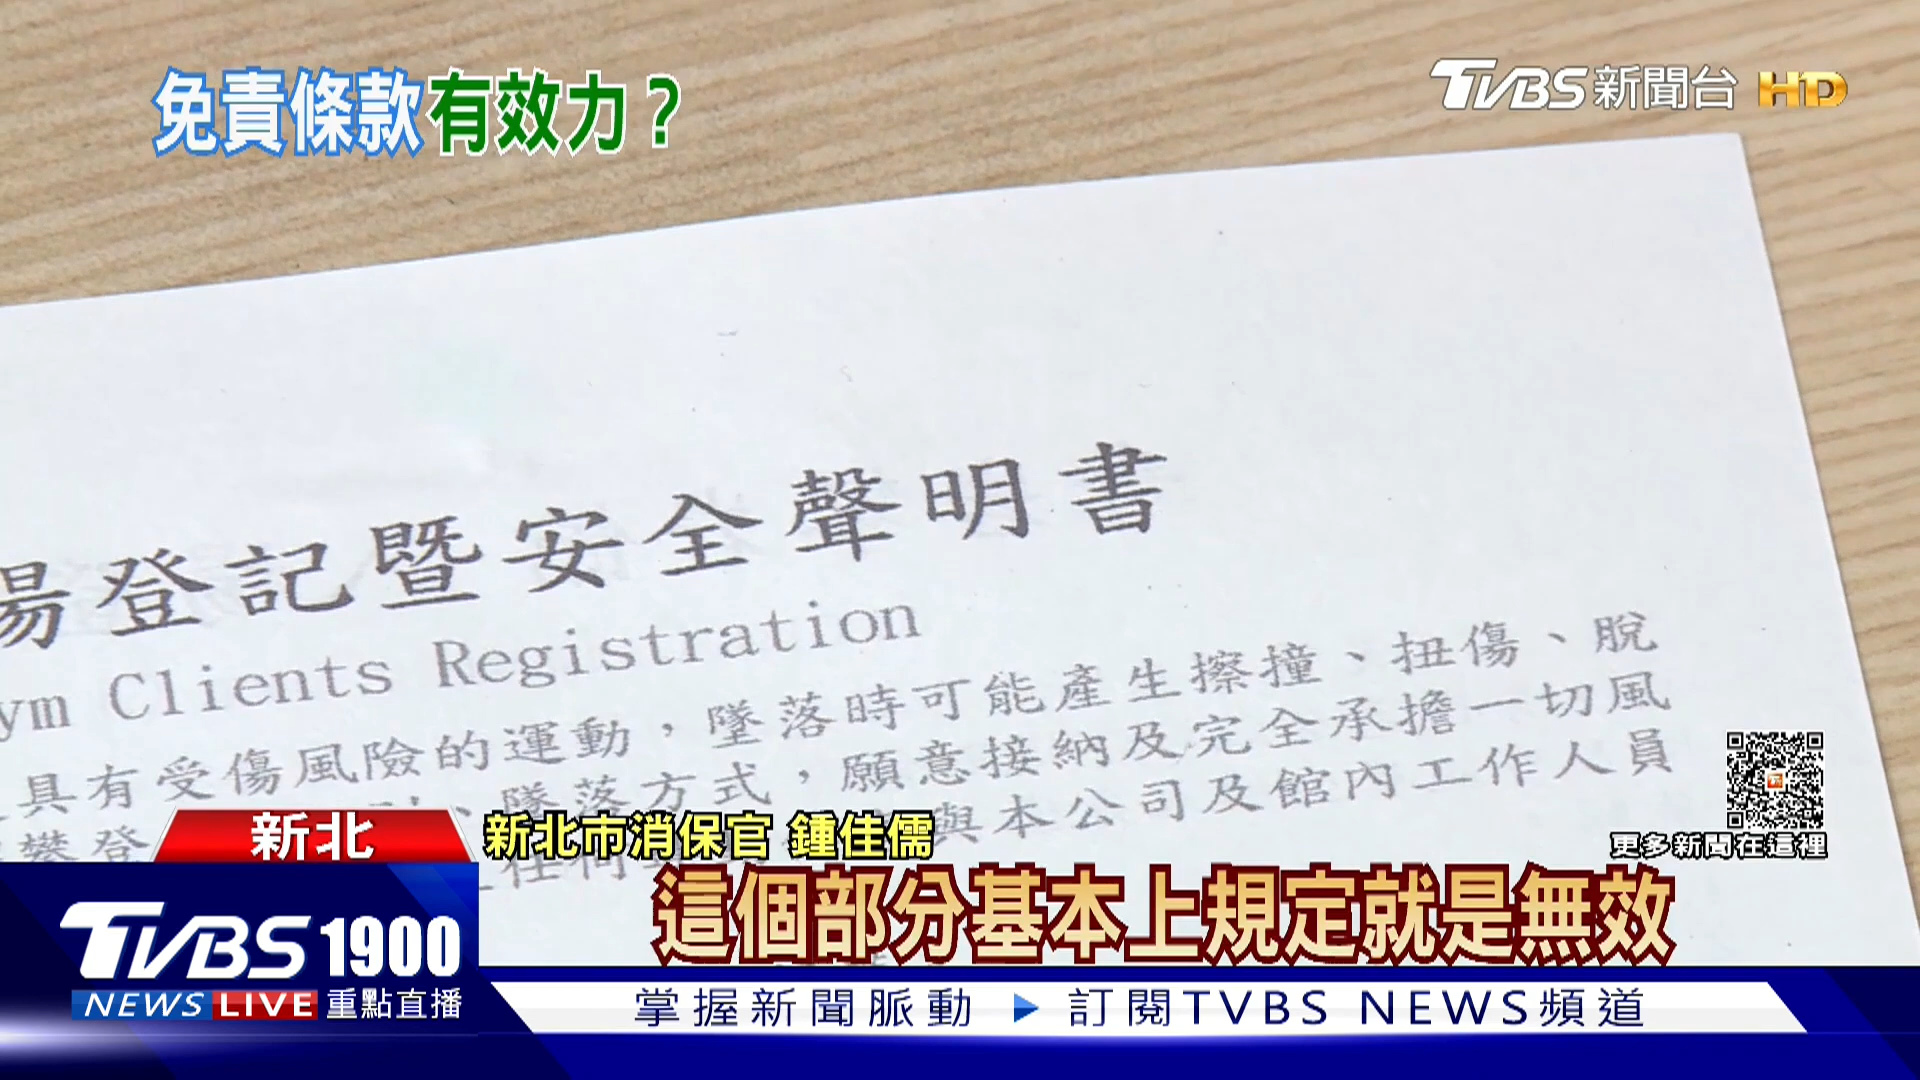 免責條款有效力？
TVBS新聞台 HD
場登記暨安全聲明書
ym Clients Registration
具有受傷風險的運動，墜落時可能產生擦撞、扭傷、脫
攀登 、墜落方式，願意接納及完全承擔一切風
任何 與本公司及館內工作人員
更多新聞在這裡
新北
新北市消保官 鍾佳儒
這個部分基本上規定就是無效
TVBS 1900
NEWS LIVE 重點直播
掌握新聞脈動 ▶ 訂閱TVBS NEWS頻道